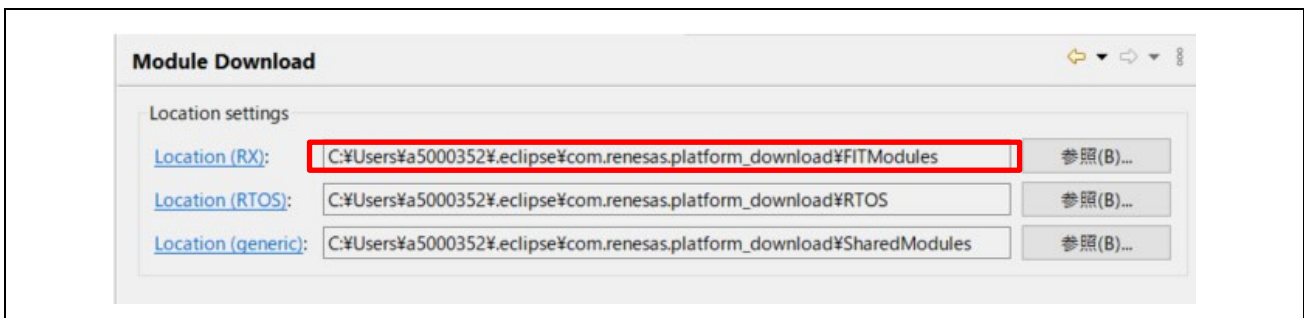 Module Download
Location settings
Location (RX): C:¥Users¥a5000352¥.eclipse¥com.renesas.platform_download¥FITModules 参照(B)...
Location (RTOS): C:¥Users¥a5000352¥.eclipse¥com.renesas.platform_download¥RTOS 参照(B)...
Location (generic): C:¥Users¥a5000352¥.eclipse¥com.renesas.platform_download¥SharedModules 参照(B)...